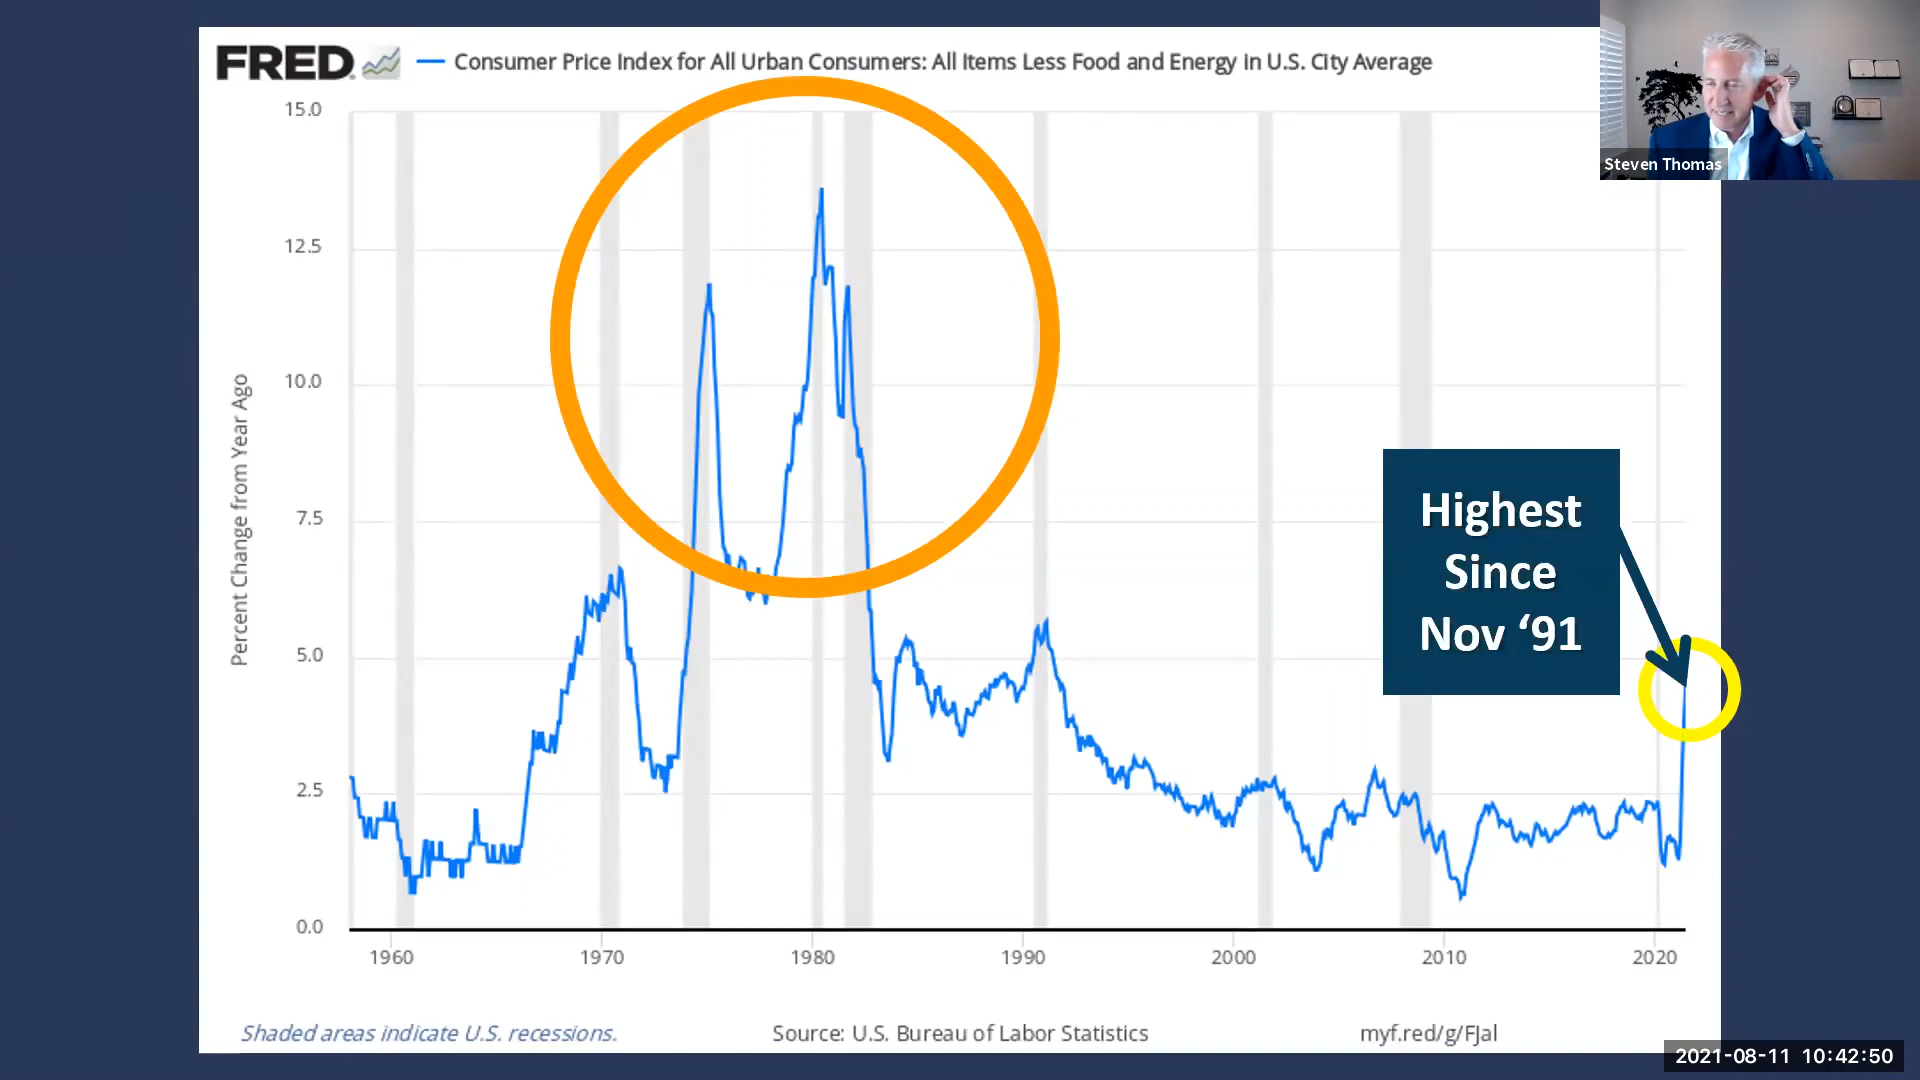 FRED
Consumer Price Index for All Urban Consumers: All Items Less Food and Energy in U.S. City Average
Steven Thomas
15.0
12.5
10.0
7.5
5.0
2.5
0.0
Percent Change from Year Ago
Highest
Since
Nov ‘91
1960
1970
1980
1990
2000
2010
2020
Shaded areas indicate U.S. recessions.
Source: U.S. Bureau of Labor Statistics
myf.red/g/FJal
2021-08-11 10:42:50